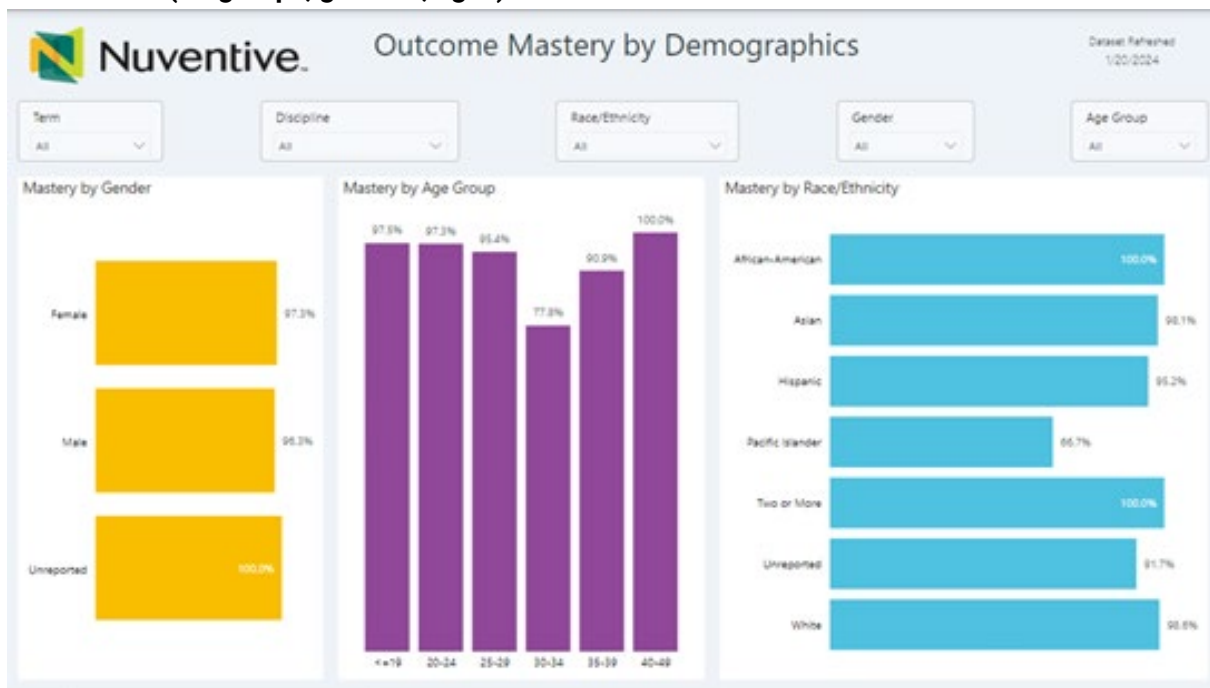 Nuventive™
Outcome Mastery by Demographics
Dataset Refreshed
1/20/2024
Term
All
Discipline
All
Race/Ethnicity
All
Gender
All
Age Group
All
Mastery by Gender
Female 97.3%
Male 96.3%
Unreported 100.0%
Mastery by Age Group
97.5% 97.3% 95.4% 77.8% 90.9% 100.0%
<=19 20-24 25-29 30-34 35-39 40-49
Mastery by Race/Ethnicity
African-American 100.0%
Asian 98.1%
Hispanic 95.2%
Pacific Islander 66.7%
Two or More 100.0%
Unreported 91.7%
White 98.6%